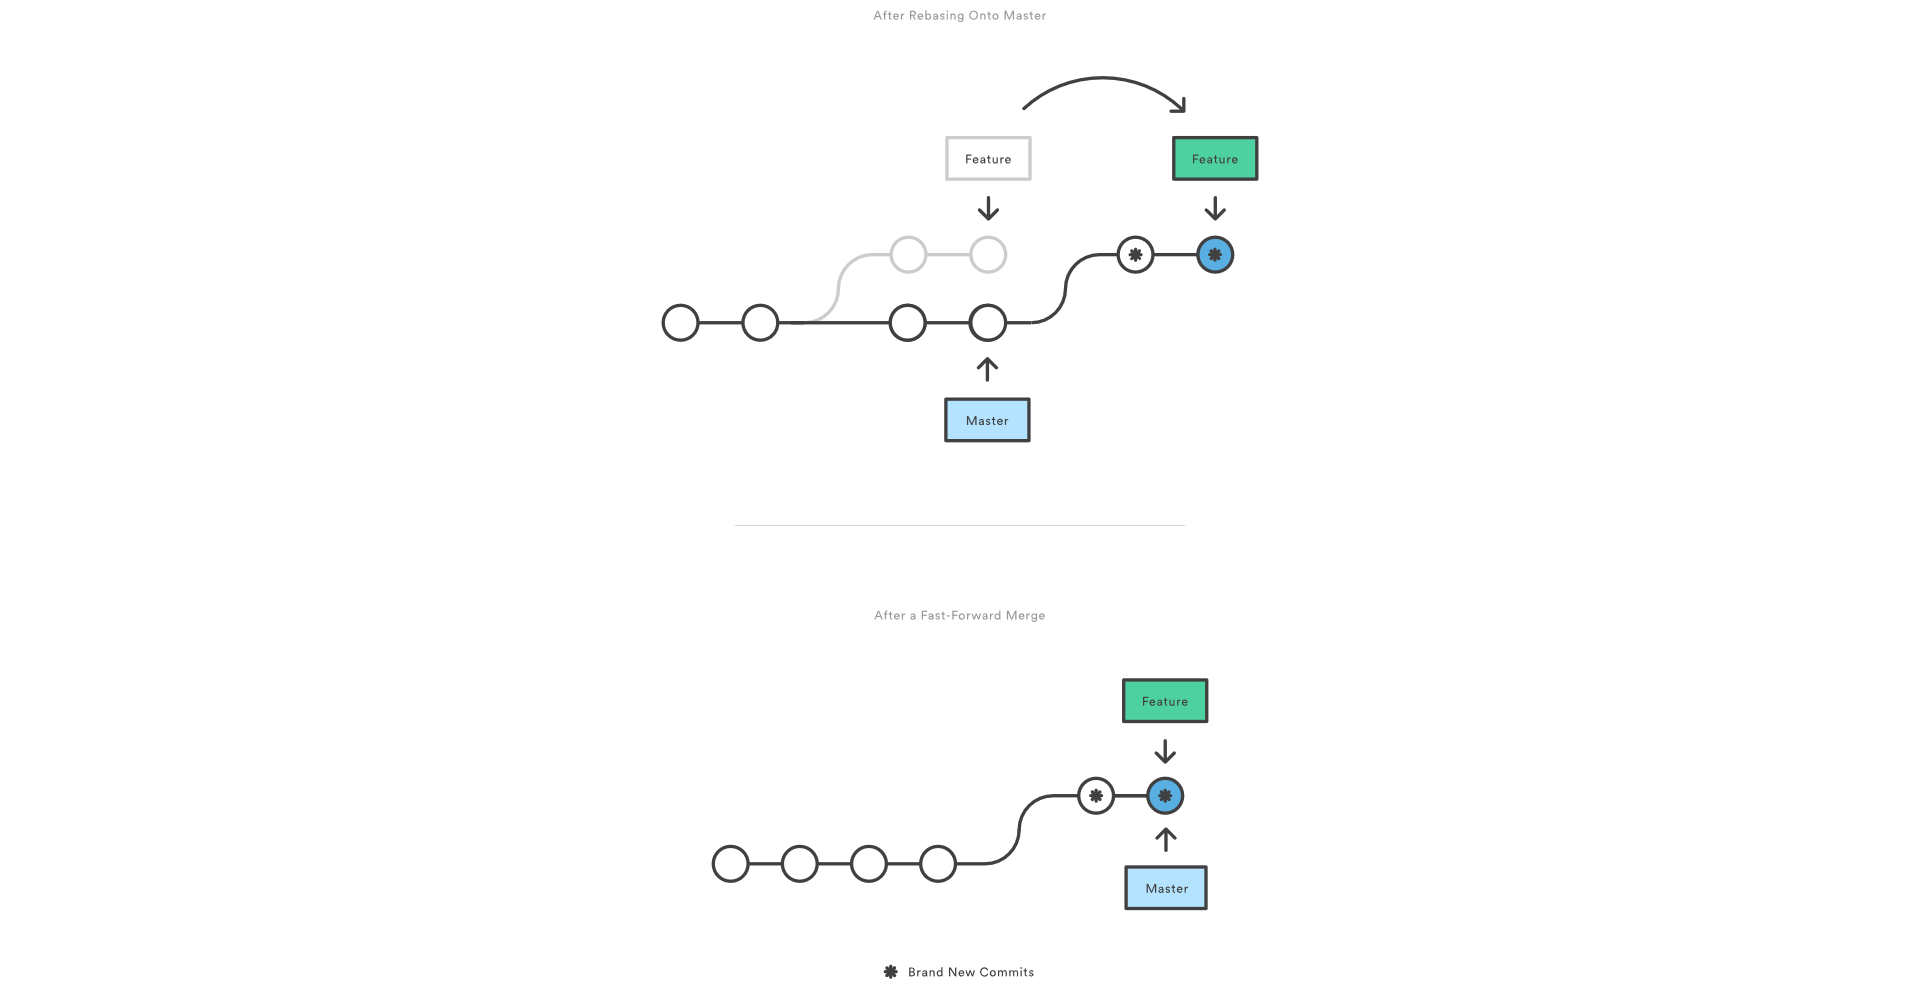 After Rebasing Onto Master
Feature
Feature
Master
After a Fast-Forward Merge
Feature
Master
Brand New Commits